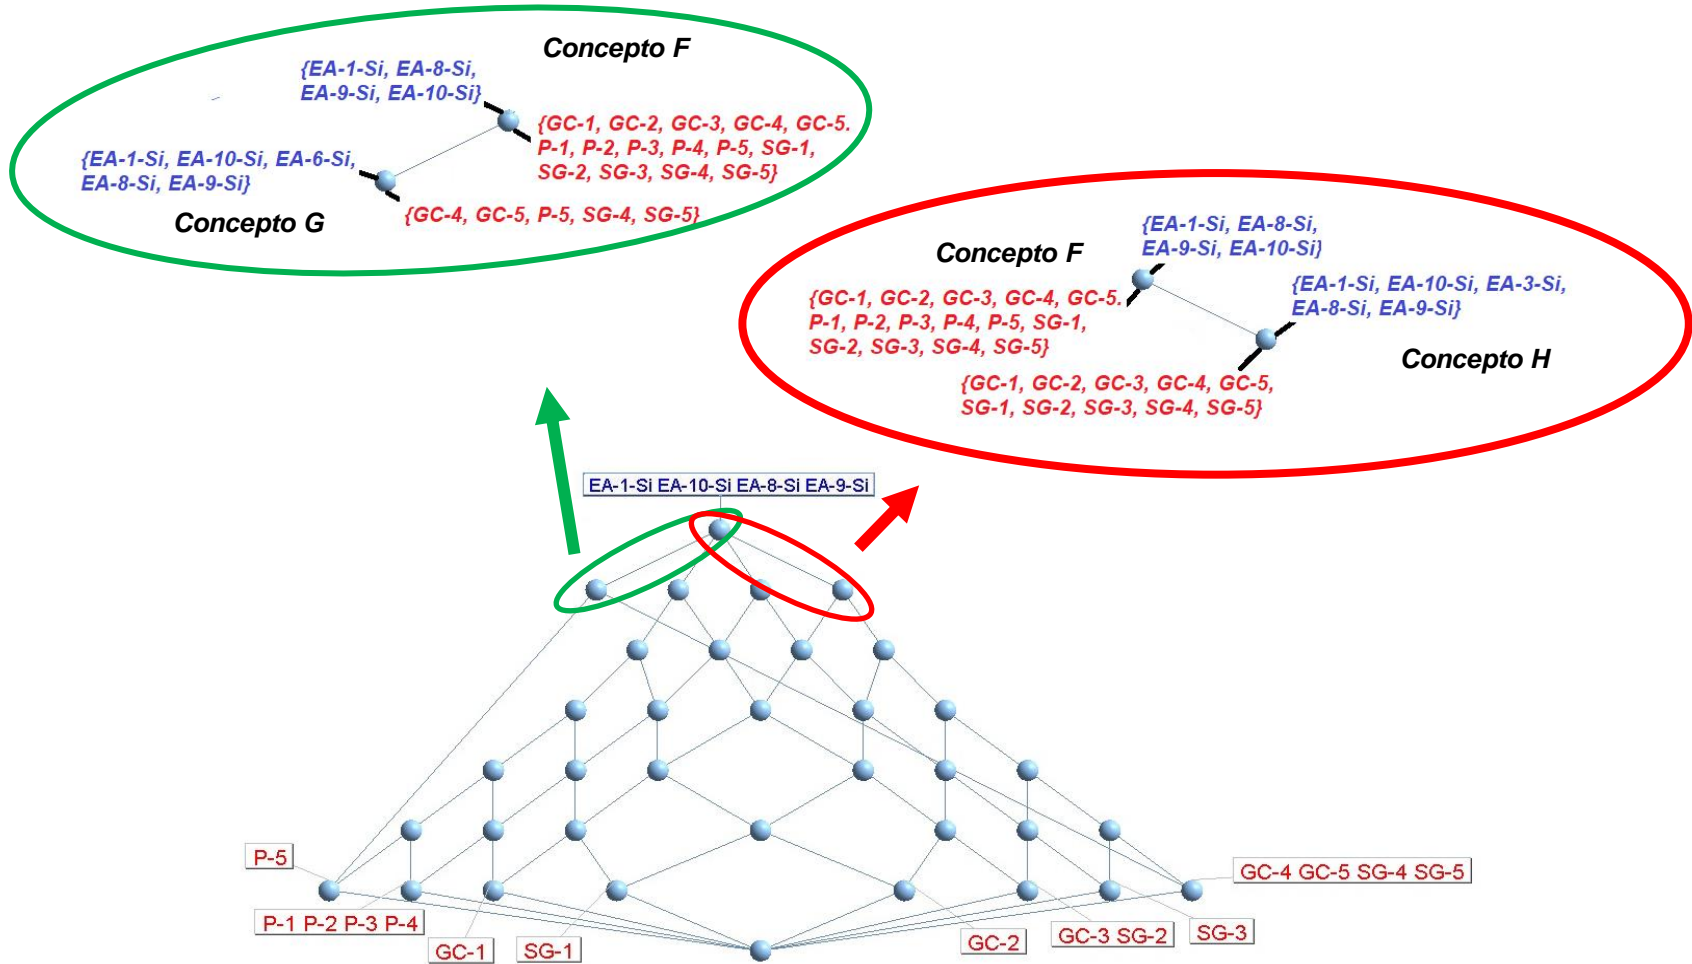 Concepto F
{EA-1-Si, EA-8-Si,
EA-9-Si, EA-10-Si}
{GC-1, GC-2, GC-3, GC-4, GC-5.
P-1, P-2, P-3, P-4, P-5, SG-1,
SG-2, SG-3, SG-4, SG-5}
{EA-1-Si, EA-10-Si, EA-6-Si,
EA-8-Si, EA-9-Si}
Concepto G
{GC-4, GC-5, P-5, SG-4, SG-5}
{EA-1-Si, EA-8-Si,
EA-9-Si, EA-10-Si}
Concepto F
{GC-1, GC-2, GC-3, GC-4, GC-5.
P-1, P-2, P-3, P-4, P-5, SG-1,
SG-2, SG-3, SG-4, SG-5}
{EA-1-Si, EA-10-Si, EA-3-Si,
EA-8-Si, EA-9-Si}
Concepto H
{GC-1, GC-2, GC-3, GC-4, GC-5,
SG-1, SG-2, SG-3, SG-4, SG-5}
EA-1-Si EA-10-Si EA-8-Si EA-9-Si
P-5
GC-4 GC-5 SG-4 SG-5
P-1 P-2 P-3 P-4
GC-1
SG-1
GC-2
GC-3 SG-2
SG-3